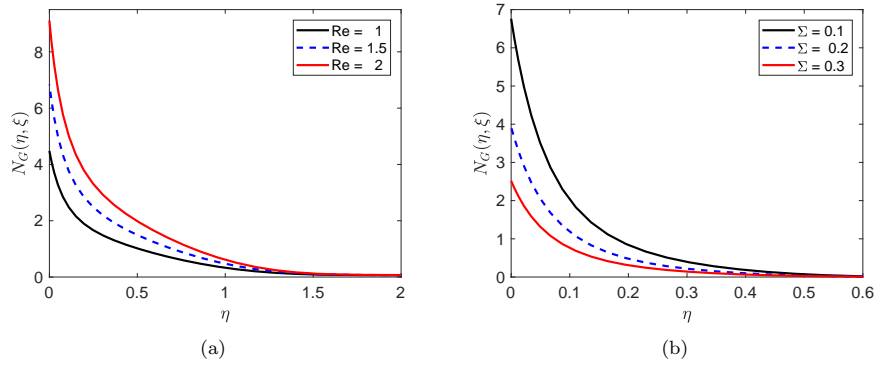 Re = 1
Re = 1.5
Re = 2
N_G(η, ξ)
8
6
4
2
0
0 0.5 1 1.5 2
η
(a)
Σ = 0.1
Σ = 0.2
Σ = 0.3
N_G(η, ξ)
7
6
5
4
3
2
1
0
0 0.1 0.2 0.3 0.4 0.5 0.6
η
(b)